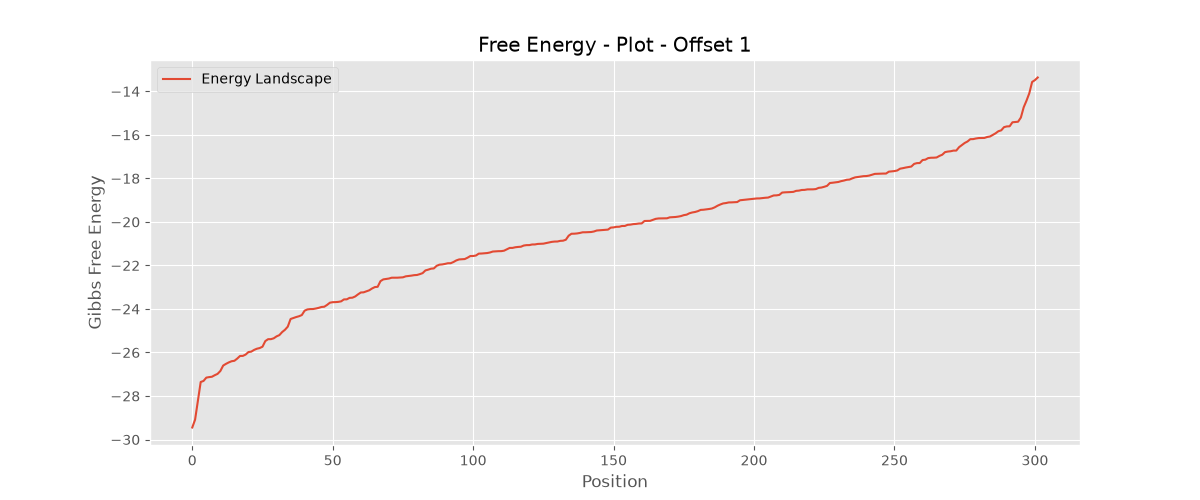 Free Energy - Plot - Offset 1
Energy Landscape
Gibbs Free Energy
−14
−16
−18
−20
−22
−24
−26
−28
−30
0 50 100 150 200 250 300
Position